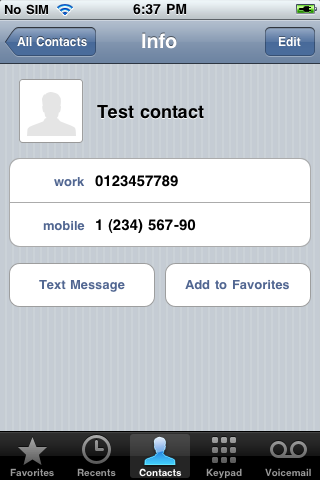 No SIM 6:37 PM
All Contacts Info Edit
Test contact
work 0123457789
mobile 1 (234) 567-90
Text Message Add to Favorites
Favorites Recents Contacts Keypad Voicemail